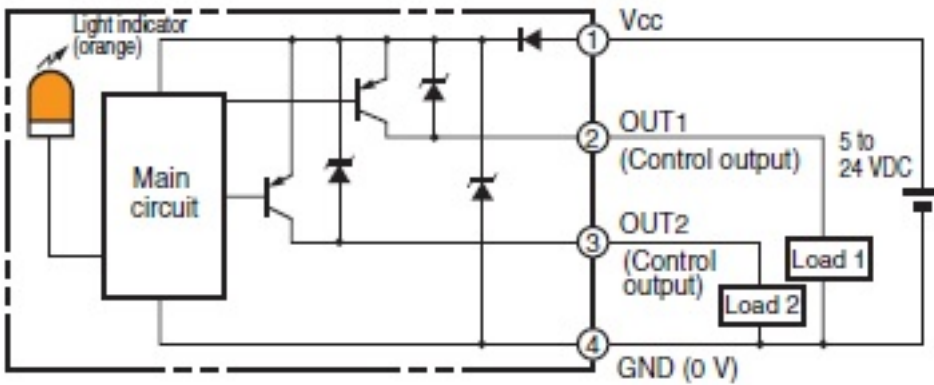 Light indicator
(orange)
Main
circuit
1
Vcc
2
OUT1
(Control output)
5 to
24 VDC
3
OUT2
(Control
output)
Load 1
Load 2
4
GND (0 V)